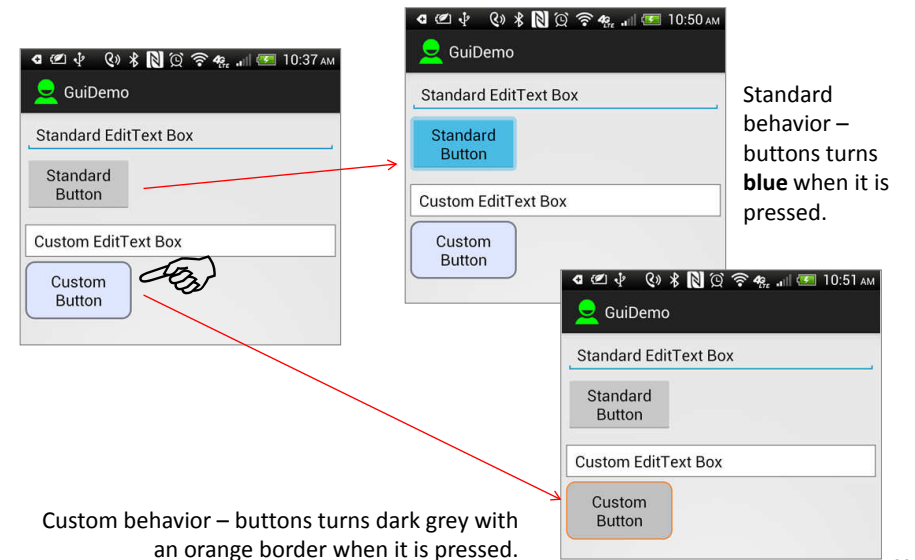 10:37 AM
GuiDemo
Standard EditText Box
Standard
Button
Custom EditText Box
Custom
Button
4G LTE 10:50 AM
GuiDemo
Standard EditText Box
Standard
Button
Custom EditText Box
Custom
Button
Standard
behavior –
buttons turns
blue when it is
pressed.
10:51 AM
GuiDemo
Standard EditText Box
Standard
Button
Custom EditText Box
Custom
Button
Custom behavior – buttons turns dark grey with
an orange border when it is pressed.